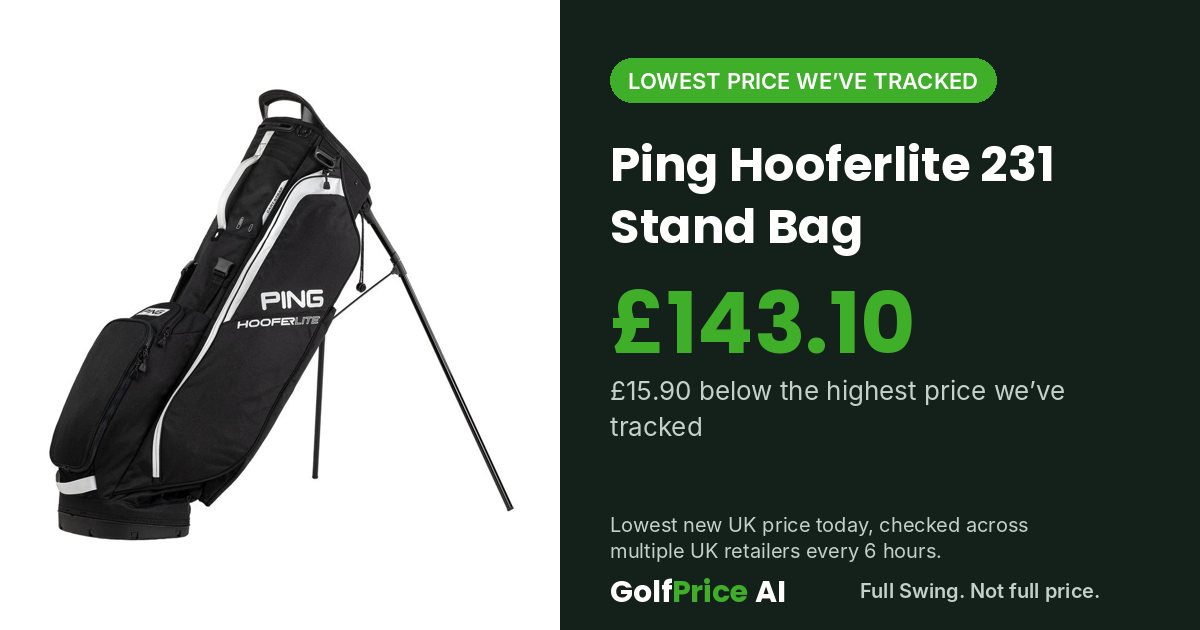 LOWEST PRICE WE’VE TRACKED
Ping Hooferlite 231
Stand Bag
£143.10
£15.90 below the highest price we’ve
tracked
Lowest new UK price today, checked across
multiple UK retailers every 6 hours.
GolfPrice AI
Full Swing. Not full price.
PING
HOOFERLITE
PING